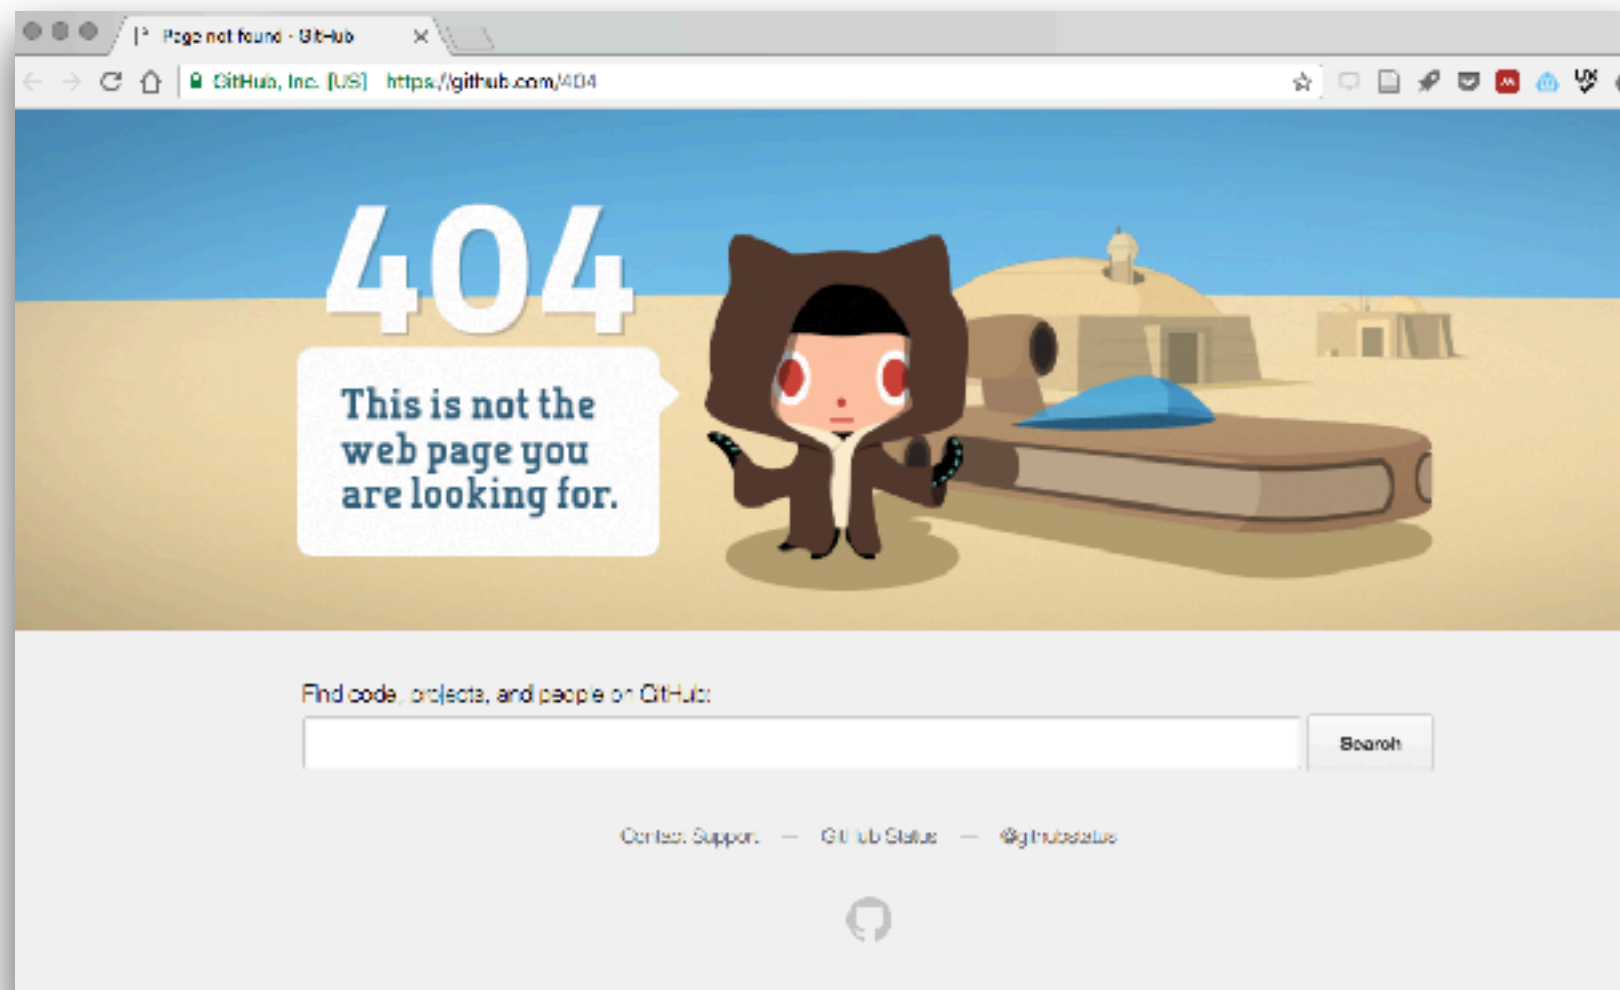 Page not found · GitHub
GitHub, Inc. [US] https://github.com/404
404
This is not the
web page you
are looking for.
Find code, projects, and people on GitHub:
Search
Contact Support — GitHub Status — @githubstatus